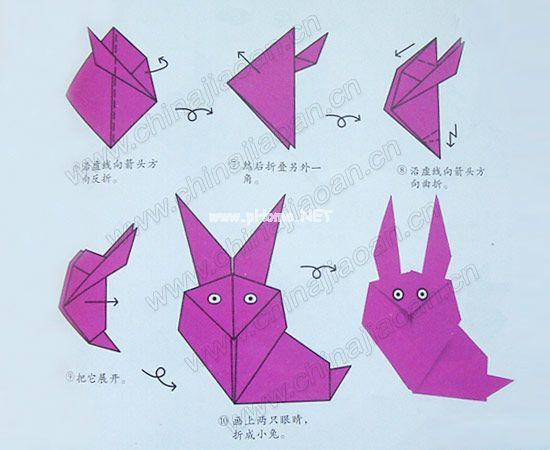 ⑥沿虚线向箭头方
向反折。
⑦然后折叠另外一
角。
⑧沿虚线向箭头方
向曲折。
www.pHome.NET
www.chinajiaoan.cn
www.chinajiaoan.cn
www.chinajiaoan.cn
⑨把它展开。
⑩画上两只眼睛,
折成小兔。